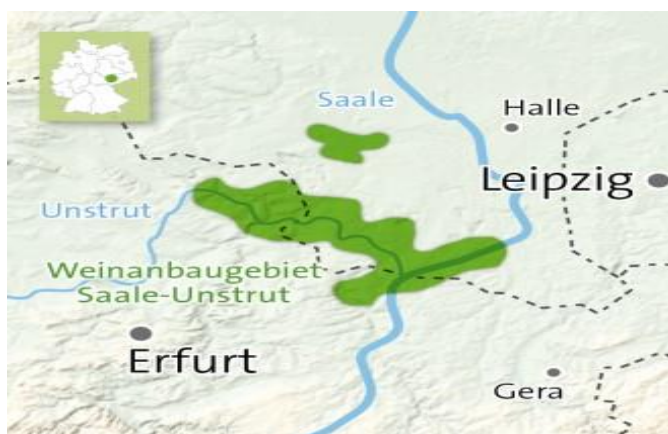 Saale
Halle
Leipzig
Unstrut
Weinanbaugebiet
Saale-Unstrut
Erfurt
Gera